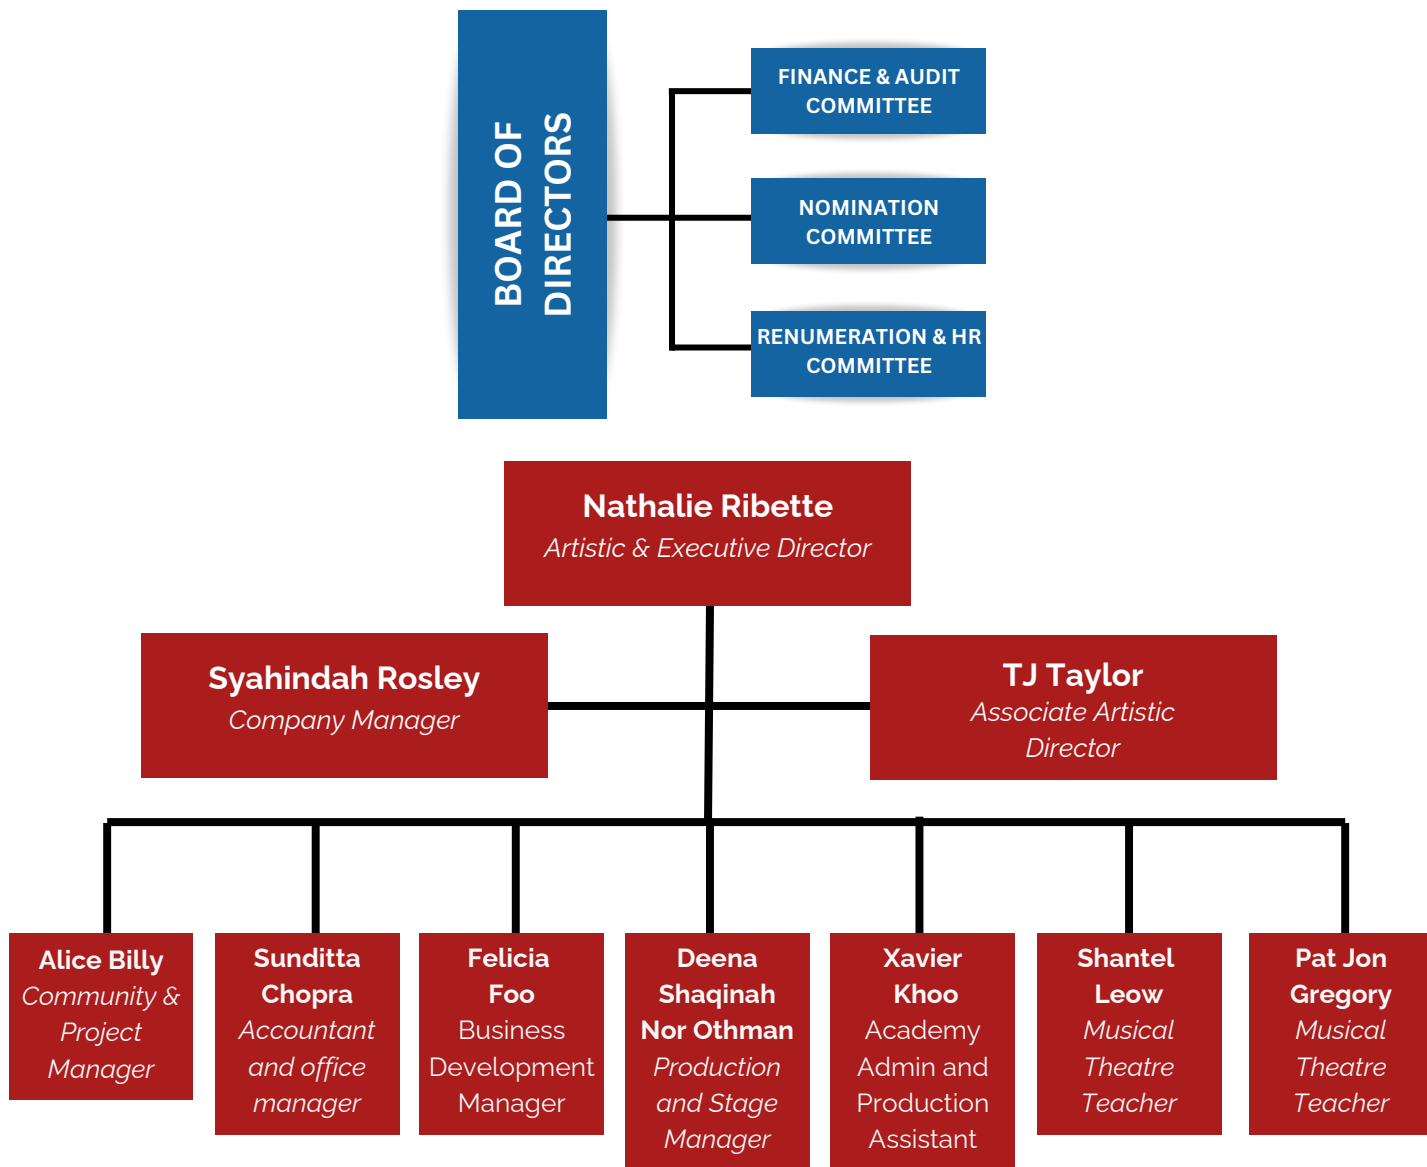 BOARD OF
DIRECTORS
FINANCE & AUDIT
COMMITTEE
NOMINATION
COMMITTEE
RENUMERATION & HR
COMMITTEE
Nathalie Ribette
Artistic & Executive Director
Syahindah Rosley
Company Manager
TJ Taylor
Associate Artistic
Director
Alice Billy
Community &
Project
Manager
Sunditta
Chopra
Accountant
and office
manager
Felicia
Foo
Business
Development
Manager
Deena
Shaqinah
Nor Othman
Production
and Stage
Manager
Xavier
Khoo
Academy
Admin and
Production
Assistant
Shantel
Leow
Musical
Theatre
Teacher
Pat Jon
Gregory
Musical
Theatre
Teacher